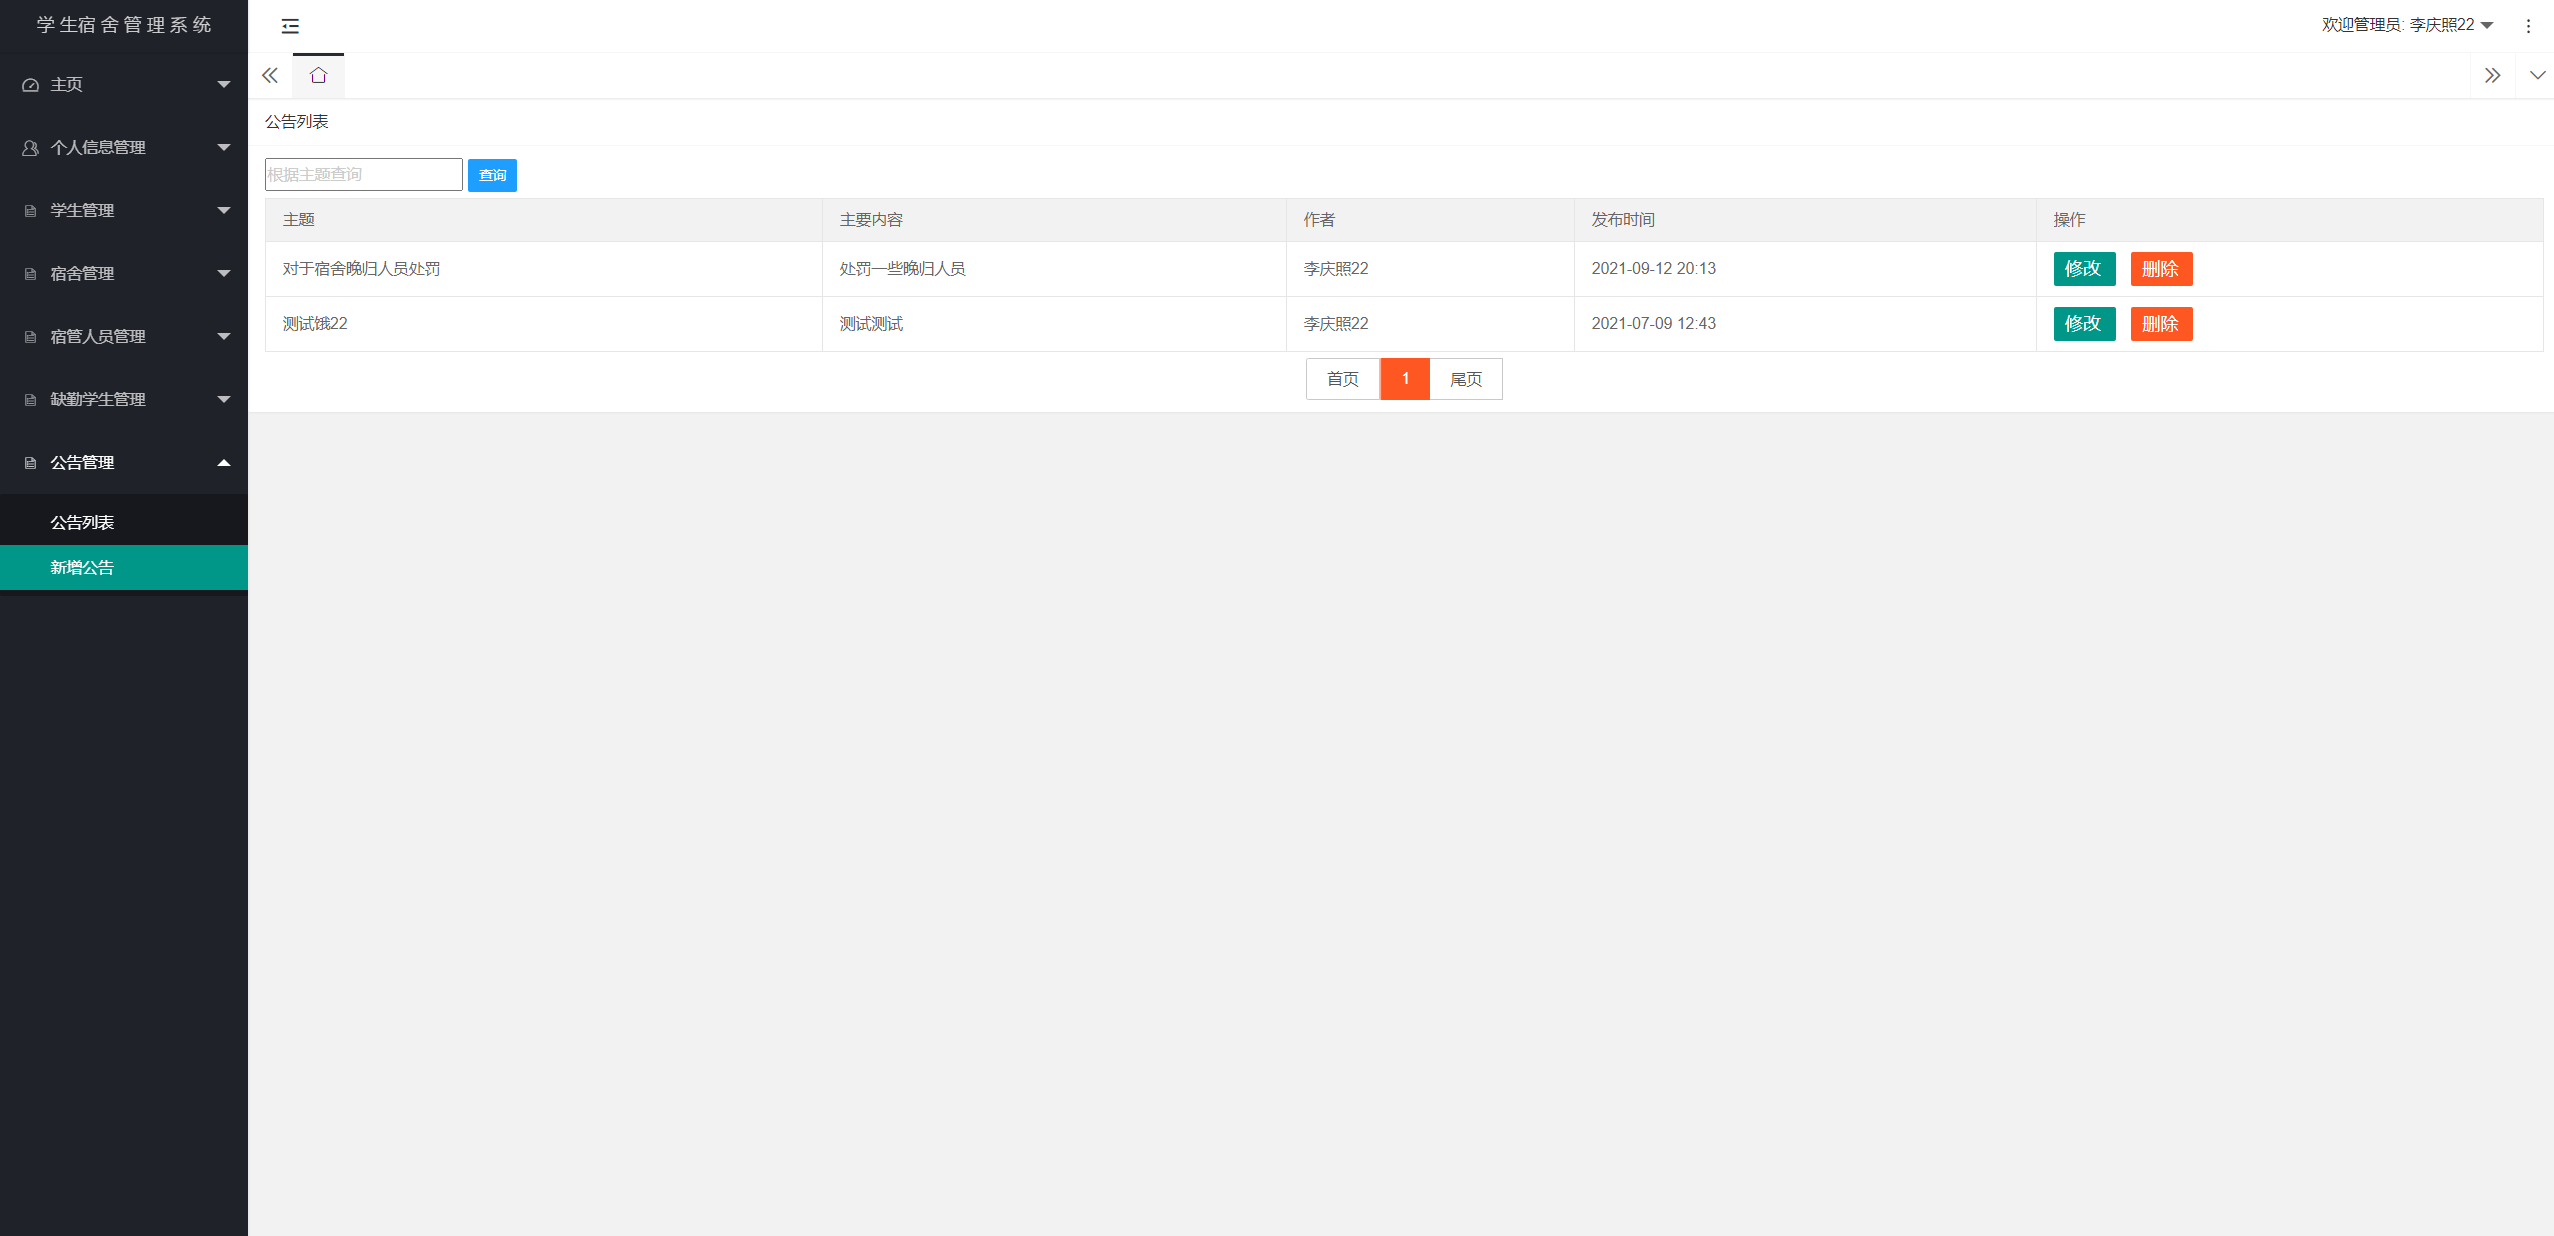 学生宿舍管理系统
欢迎管理员: 李庆照22
主页
个人信息管理
学生管理
宿舍管理
宿管人员管理
缺勤学生管理
公告管理
公告列表
新增公告
公告列表
根据主题查询 查询
主题 主要内容 作者 发布时间 操作
对于宿舍晚归人员处罚 处罚一些晚归人员 李庆照22 2021-09-12 20:13 修改 删除
测试饿22 测试测试 李庆照22 2021-07-09 12:43 修改 删除
首页 1 尾页